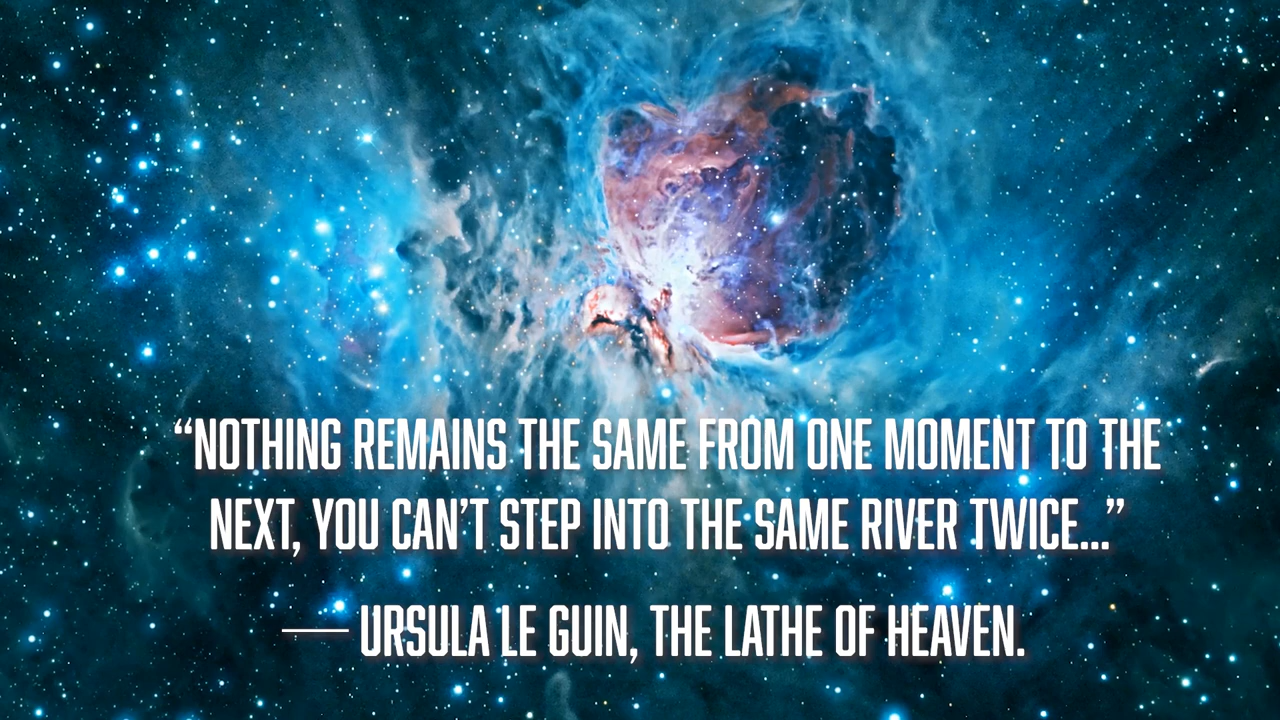 “NOTHING REMAINS THE SAME FROM ONE MOMENT TO THE
NEXT, YOU CAN’T STEP INTO THE SAME RIVER TWICE...”
— URSULA LE GUIN, THE LATHE OF HEAVEN.